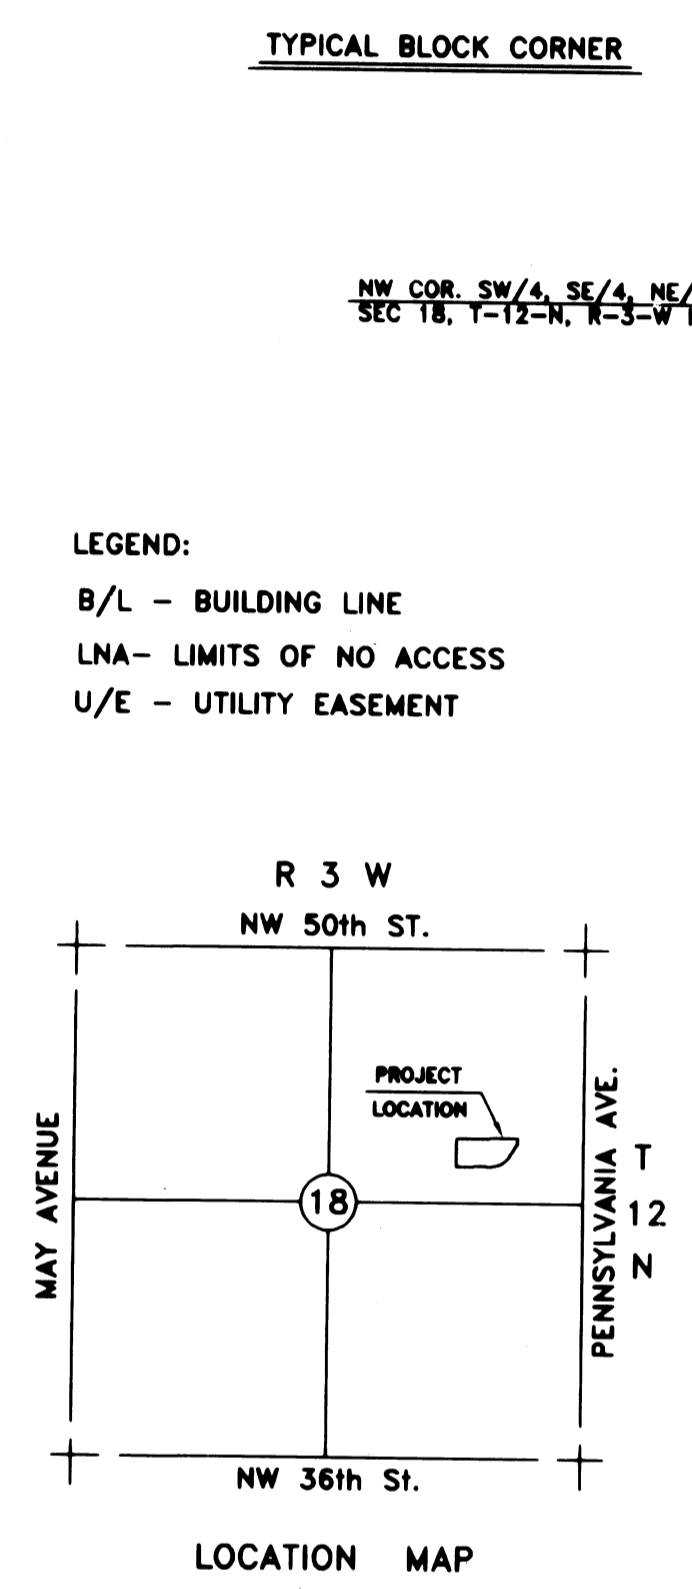 TYPICAL BLOCK CORNER
NW COR. SW/4, SE/4, NE/
SEC 18, T-12-N, R-3-W
LEGEND:
B/L - BUILDING LINE
LNA- LIMITS OF NO ACCESS
U/E - UTILITY EASEMENT
R 3 W
NW 50th ST.
PROJECT
LOCATION
MAY AVENUE
18
PENNSYLVANIA AVE.
T
12
N
NW 36th St.
LOCATION MAP